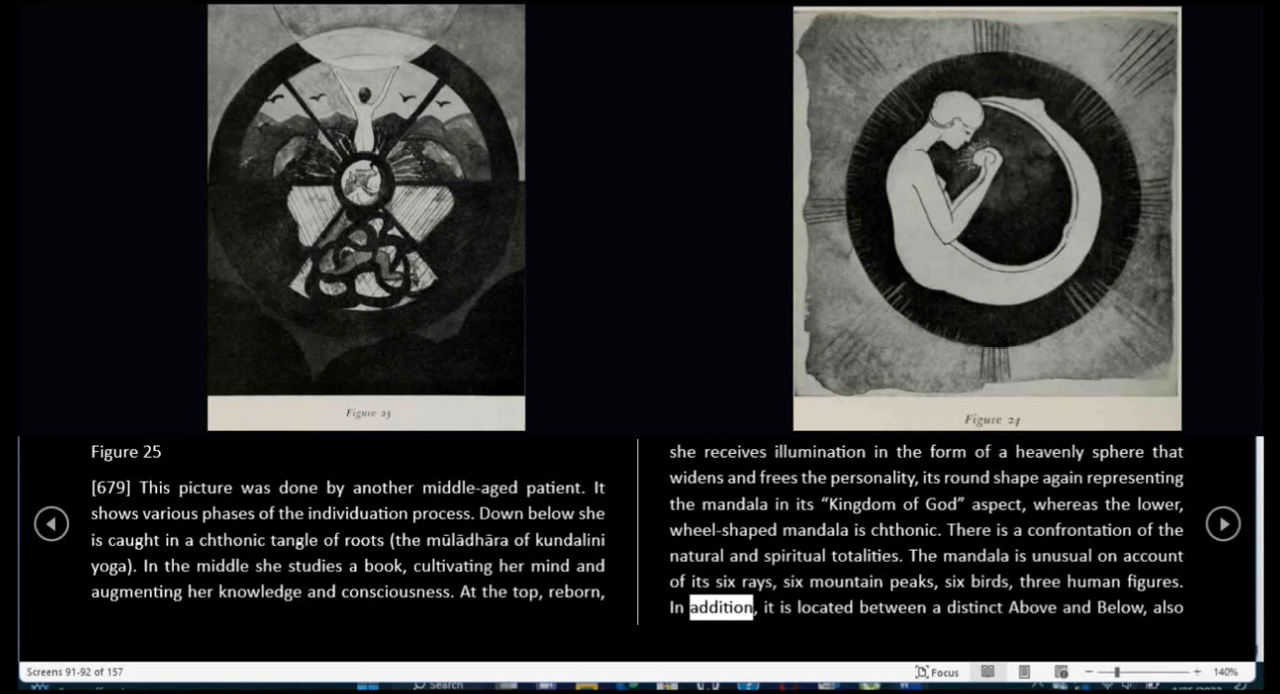 Figure 25
Figure 24
Figure 25
[679] This picture was done by another middle-aged patient. It
shows various phases of the individuation process. Down below she
is caught in a chthonic tangle of roots (the mūlādhāra of kundalini
yoga). In the middle she studies a book, cultivating her mind and
augmenting her knowledge and consciousness. At the top, reborn,
she receives illumination in the form of a heavenly sphere that
widens and frees the personality, its round shape again representing
the mandala in its “Kingdom of God” aspect, whereas the lower,
wheel-shaped mandala is chthonic. There is a confrontation of the
natural and spiritual totalities. The mandala is unusual on account
of its six rays, six mountain peaks, six birds, three human figures.
In addition, it is located between a distinct Above and Below, also
Screens 91-92 of 157
Focus
140%
Search